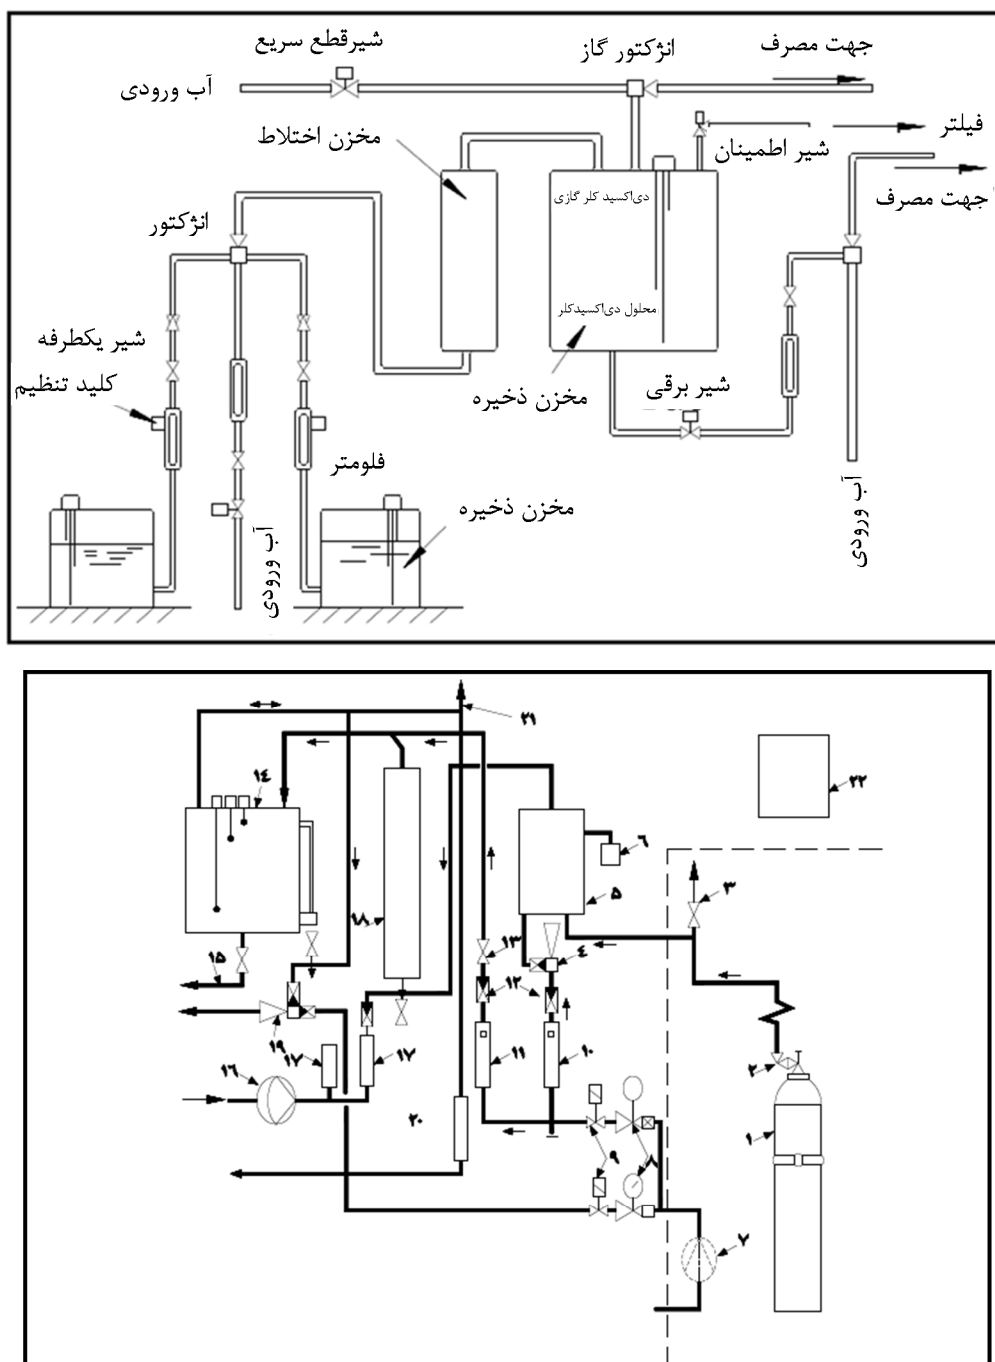 شیرقطع سریع
انژکتور گاز
جهت مصرف
آب ورودی
فیلتر
مخزن اختلاط
شیر اطمینان
جهت مصرف
دی‌اکسید کلر گازی
انژکتور
محلول دی‌اکسیدکلر
شیر یکطرفه
کلید تنظیم
شیر برقی
مخزن ذخیره
فلومتر
مخزن ذخیره
آب ورودی
آب ورودی
۲۱
۲۲
۱٤
٦
۵
۳
۱۸
۱۳
٤
۱۵
۱۲
۱۹
۱۷
۱۷
۱۱
۱۰
۲
۱۶
۲۰
۹
۸
۱
۷